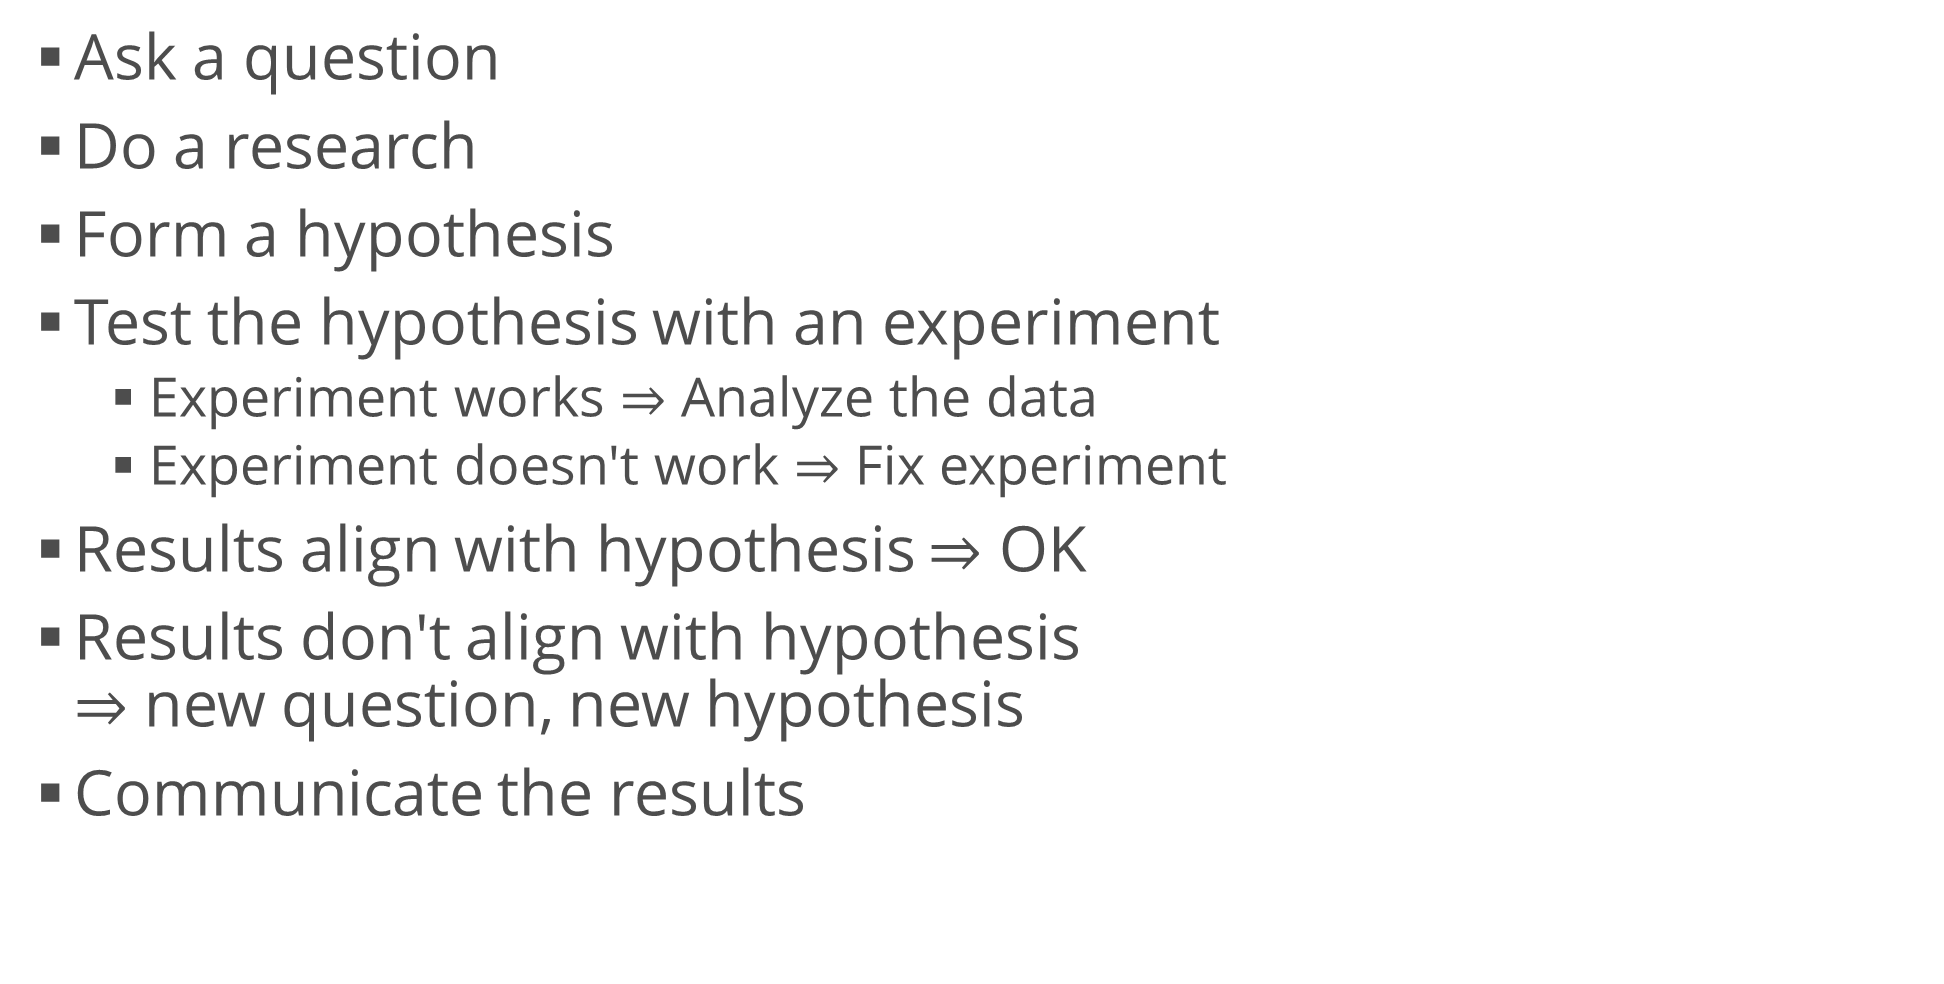 ▪ Ask a question
▪ Do a research
▪ Form a hypothesis
▪ Test the hypothesis with an experiment
▪ Experiment works ⇒ Analyze the data
▪ Experiment doesn't work ⇒ Fix experiment
▪ Results align with hypothesis ⇒ OK
▪ Results don't align with hypothesis
⇒ new question, new hypothesis
▪ Communicate the results